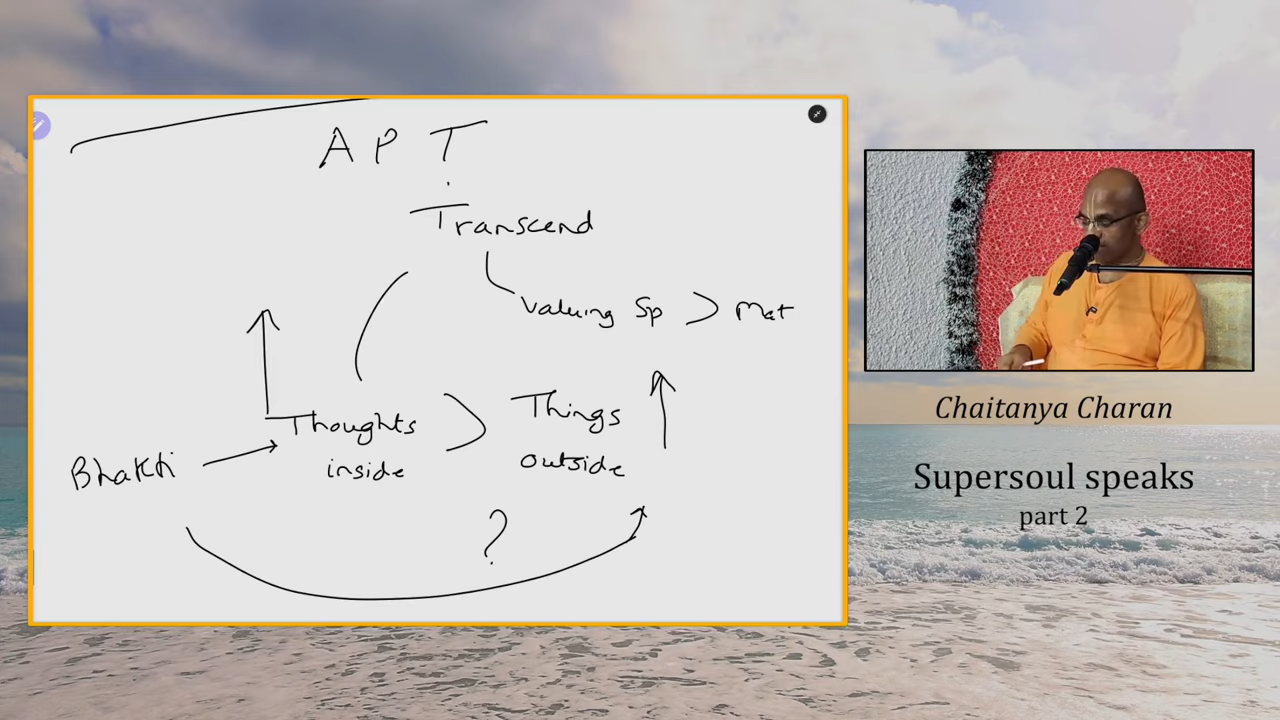 A P T
Transcend
Valuing Sp > Mat
Thoughts > Things
inside outside
Bhakti
?
Chaitanya Charan
Supersoul speaks
part 2